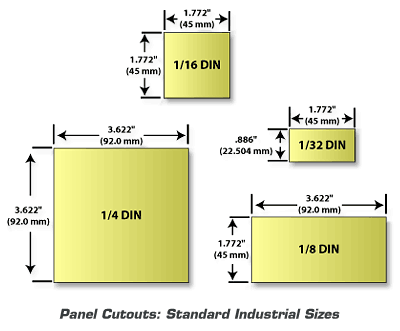 1.772"
(45 mm)
1.772"
(45 mm)
1/16 DIN
1.772"
(45 mm)
.886"
(22.504 mm)
1/32 DIN
3.622"
(92.0 mm)
3.622"
(92.0 mm)
1/4 DIN
3.622"
(92.0 mm)
1.772"
(45 mm)
1/8 DIN
Panel Cutouts: Standard Industrial Sizes